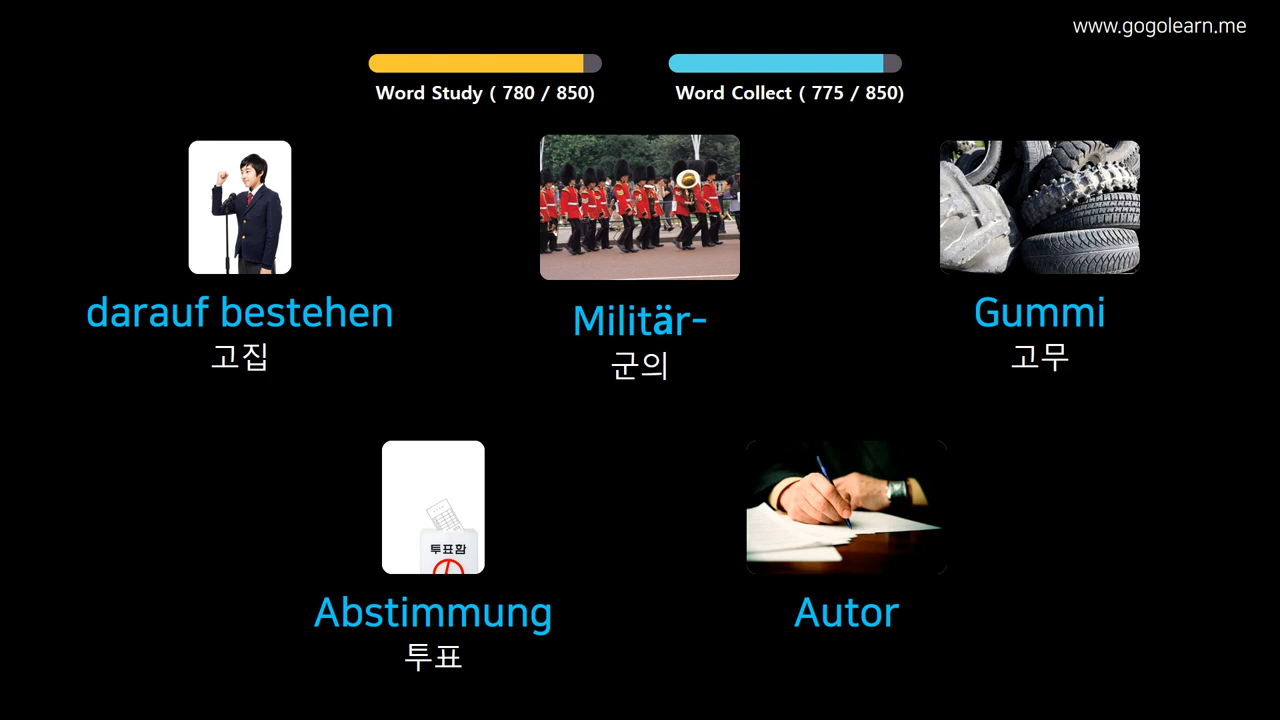 www.gogolearn.me
Word Study ( 780 / 850)
Word Collect ( 775 / 850)
darauf bestehen
고집
Militär-
군의
Gummi
고무
투표함
Abstimmung
투표
Autor